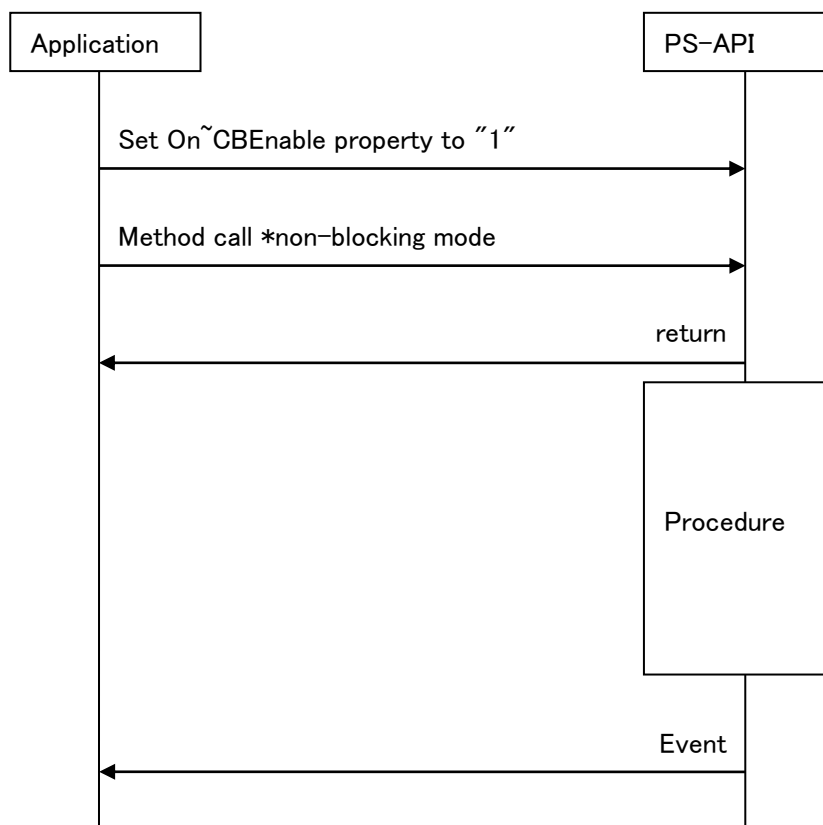 Application
PS-API
Set On~CBEnable property to "1"
Method call *non-blocking mode
return
Procedure
Event